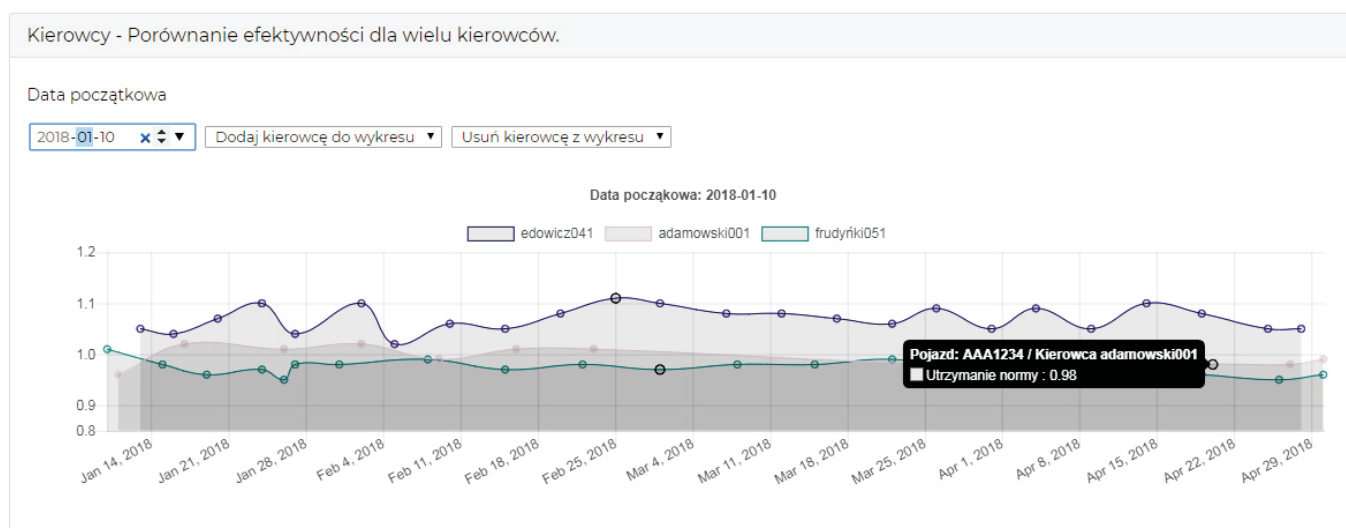 Kierowcy - Porównanie efektywności dla wielu kierowców.
Data początkowa
2018-01-10 Dodaj kierowcę do wykresu Usuń kierowcę z wykresu
Data począkowa: 2018-01-10
edowicz041 adamowski001 frudyńki051
1.2
1.1
1.0
0.9
0.8
Pojazd: AAA1234 / Kierowca adamowski001
Utrzymanie normy : 0.98
Jan 14, 2018 Jan 21, 2018 Jan 28, 2018 Feb 4, 2018 Feb 11, 2018 Feb 18, 2018 Feb 25, 2018 Mar 4, 2018 Mar 11, 2018 Mar 18, 2018 Mar 25, 2018 Apr 1, 2018 Apr 8, 2018 Apr 15, 2018 Apr 22, 2018 Apr 29, 2018